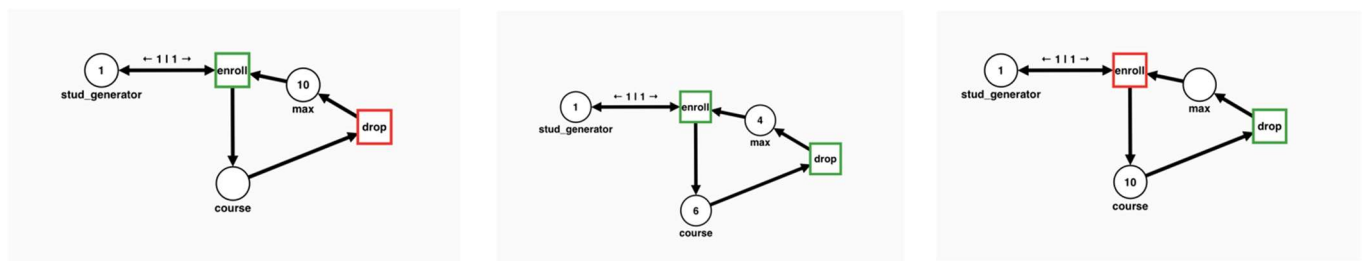 ← 1 | 1 →
1
enroll
stud_generator
10
max
drop
course
← 1 | 1 →
1
enroll
stud_generator
4
max
drop
6
course
← 1 | 1 →
1
enroll
stud_generator
max
drop
10
course